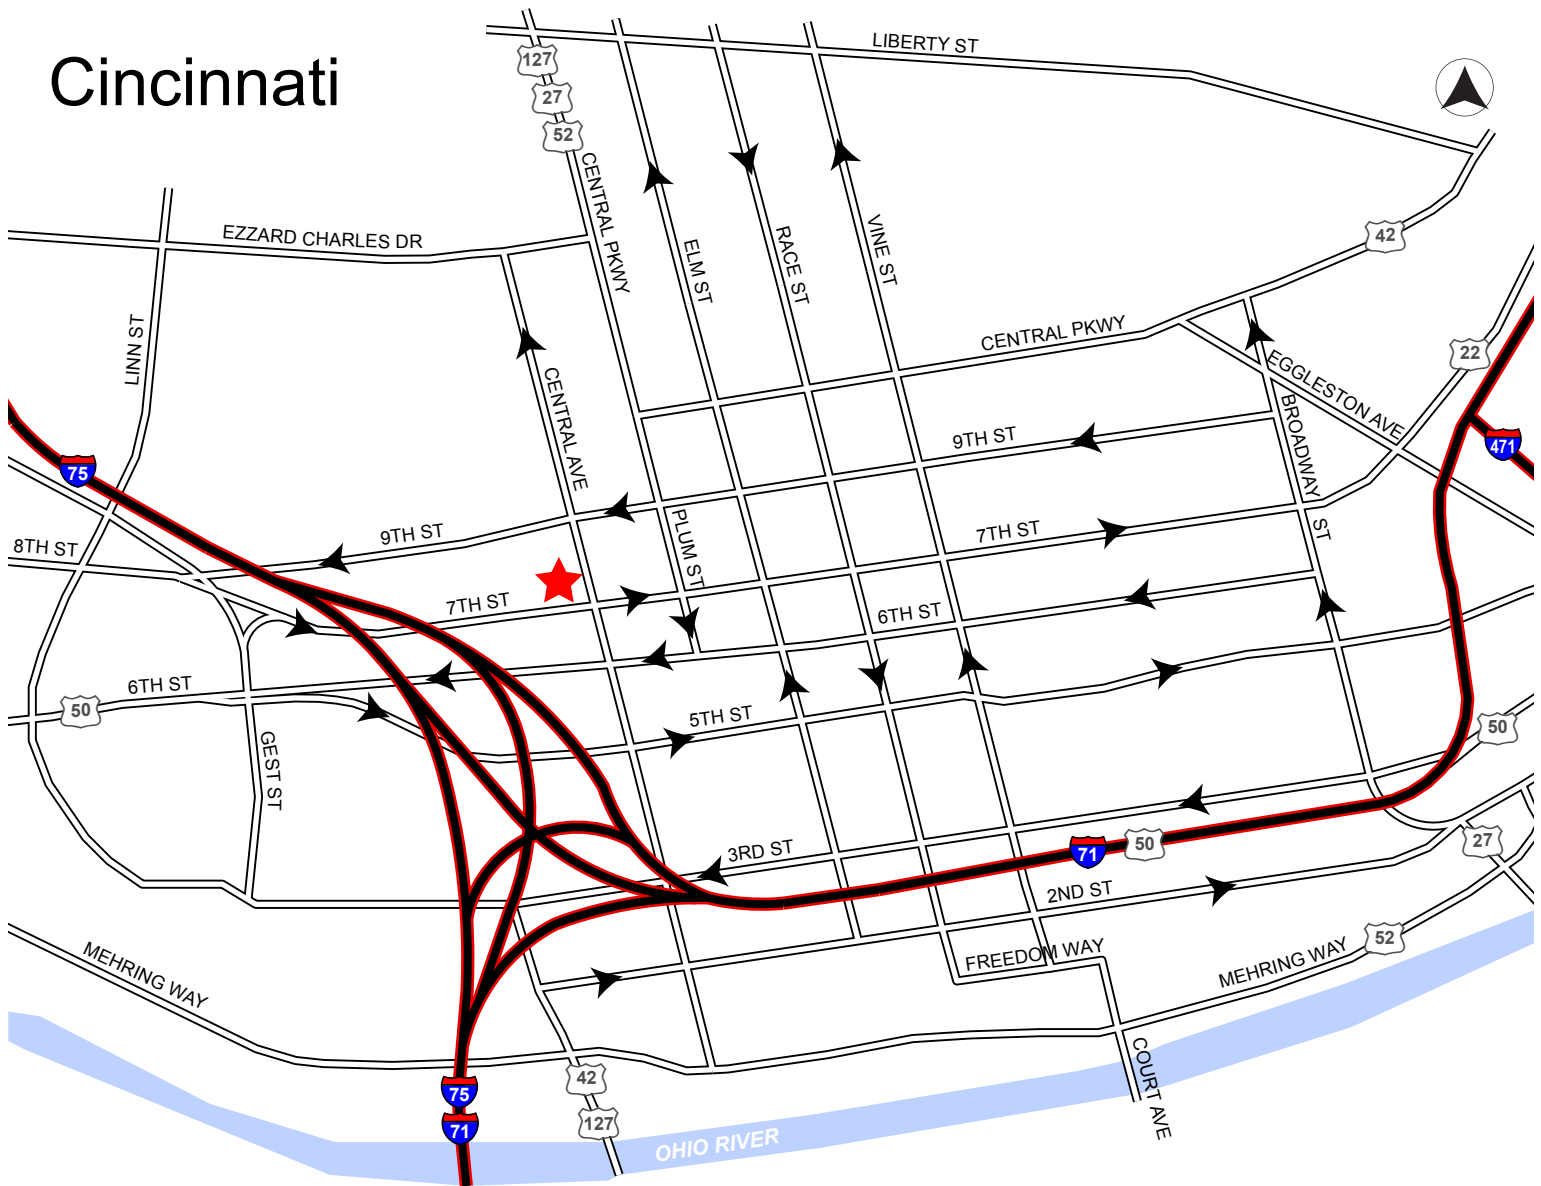 Cincinnati
LIBERTY ST
127
27
52
CENTRAL PKWY
ELM ST
RACE ST
VINE ST
42
EZZARD CHARLES DR
LINN ST
CENTRAL AVE
CENTRAL PKWY
22
EGGLESTON AVE
BROADWAY
ST
471
75
9TH ST
9TH ST
8TH ST
PLUM ST
7TH ST
7TH ST
6TH ST
6TH ST
50
5TH ST
50
GEST ST
3RD ST
71
50
27
2ND ST
FREEDOM WAY
MEHRING WAY
52
MEHRING WAY
COURT AVE
42
75
127
71
OHIO RIVER